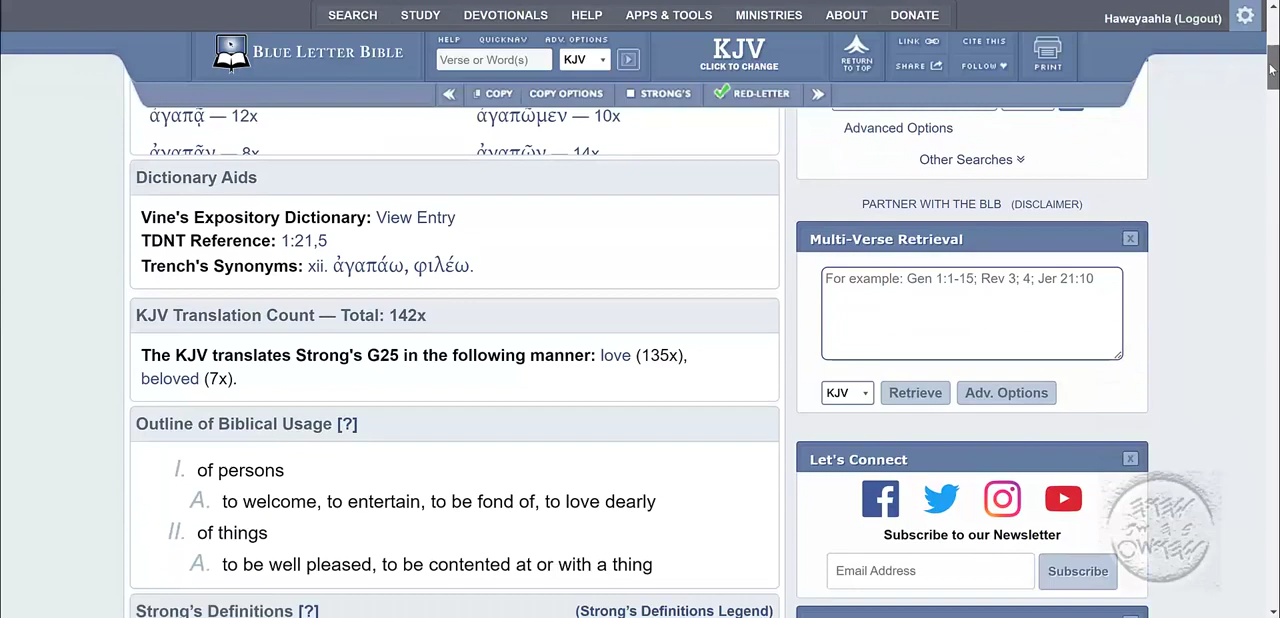 SEARCH STUDY DEVOTIONALS HELP APPS & TOOLS MINISTRIES ABOUT DONATE
Hawayaahla (Logout)
BLUE LETTER BIBLE
HELP QUICKNAV ADV. OPTIONS
Verse or Word(s) KJV
KJV
CLICK TO CHANGE
RETURN
TO TOP
LINK CITE THIS
SHARE FOLLOW
PRINT
COPY COPY OPTIONS STRONG'S RED-LETTER
ἀγαπᾷ — 12x ἀγαπῶμεν — 10x
ἀγαπᾶν — 8x ἀγαπῶν — 14x
Dictionary Aids
Vine's Expository Dictionary: View Entry
TDNT Reference: 1:21,5
Trench's Synonyms: xii. ἀγαπάω, φιλέω.
KJV Translation Count — Total: 142x
The KJV translates Strong's G25 in the following manner: love (135x),
beloved (7x).
Outline of Biblical Usage [?]
I. of persons
A. to welcome, to entertain, to be fond of, to love dearly
II. of things
A. to be well pleased, to be contented at or with a thing
Strong's Definitions [?] (Strong's Definitions Legend)
Advanced Options
Other Searches
PARTNER WITH THE BLB (DISCLAIMER)
Multi-Verse Retrieval
For example: Gen 1:1-15; Rev 3; 4; Jer 21:10
KJV Retrieve Adv. Options
Let's Connect
Subscribe to our Newsletter
Email Address Subscribe